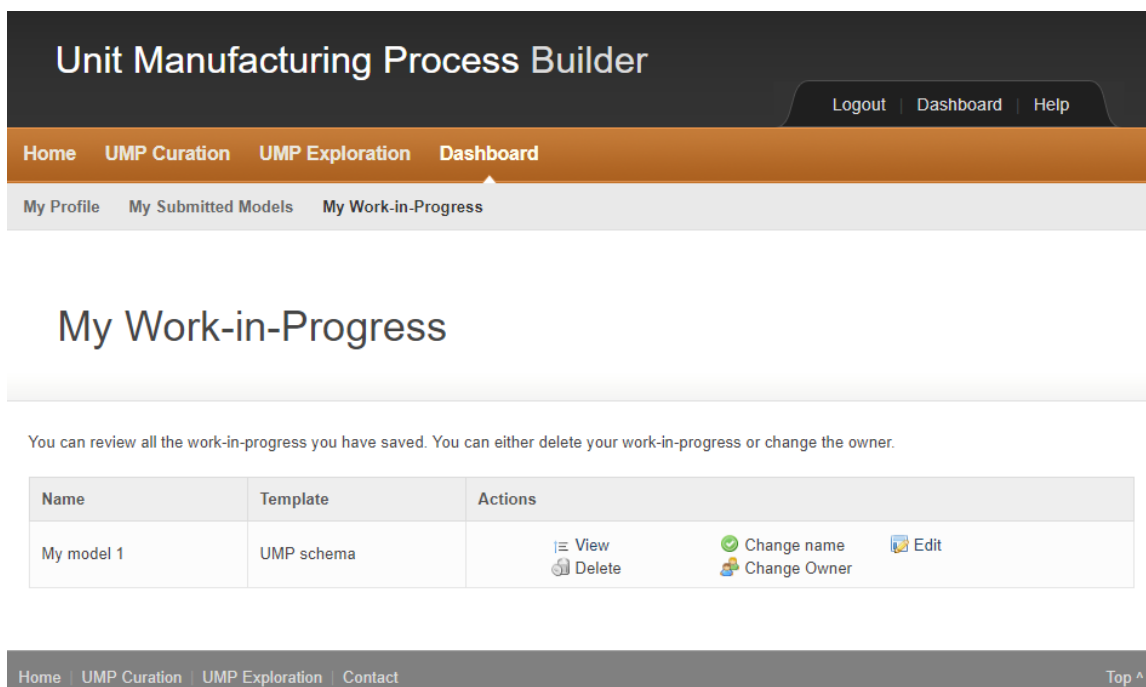 Unit Manufacturing Process Builder
Logout | Dashboard | Help
Home UMP Curation UMP Exploration Dashboard
My Profile My Submitted Models My Work-in-Progress
My Work-in-Progress
You can review all the work-in-progress you have saved. You can either delete your work-in-progress or change the owner.
Name Template Actions
My model 1 UMP schema
View Change name Edit
Delete Change Owner
Home | UMP Curation | UMP Exploration | Contact Top ^